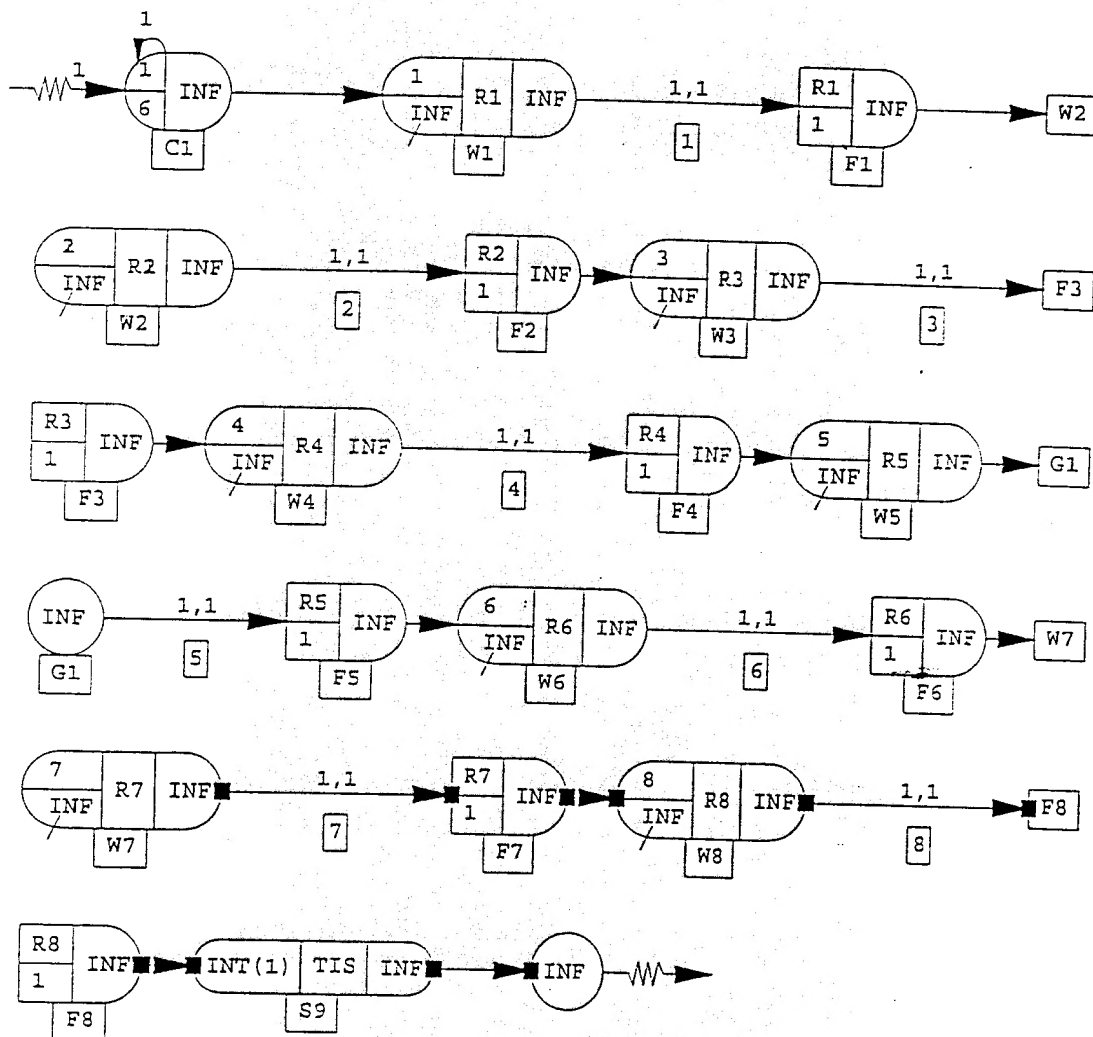 1
1 1 INF 6
C1
1 INF R1 INF
W1
1,1
1
R1 1 INF
F1
W2
2 INF R2 INF
W2
1,1
2
R2 1 INF
F2
3 INF R3 INF
W3
1,1
3
F3
R3 1 INF
F3
4 INF R4 INF
W4
1,1
4
R4 1 INF
F4
5 INF R5 INF
W5
G1
INF
G1
1,1
5
R5 1 INF
F5
6 INF R6 INF
W6
1,1
6
R6 1 INF
F6
W7
7 INF R7 INF
W7
1,1
7
R7 1 INF
F7
8 INF R8 INF
W8
1,1
8
F8
R8 1 INF
F8
INT(1) TIS INF
S9
INF